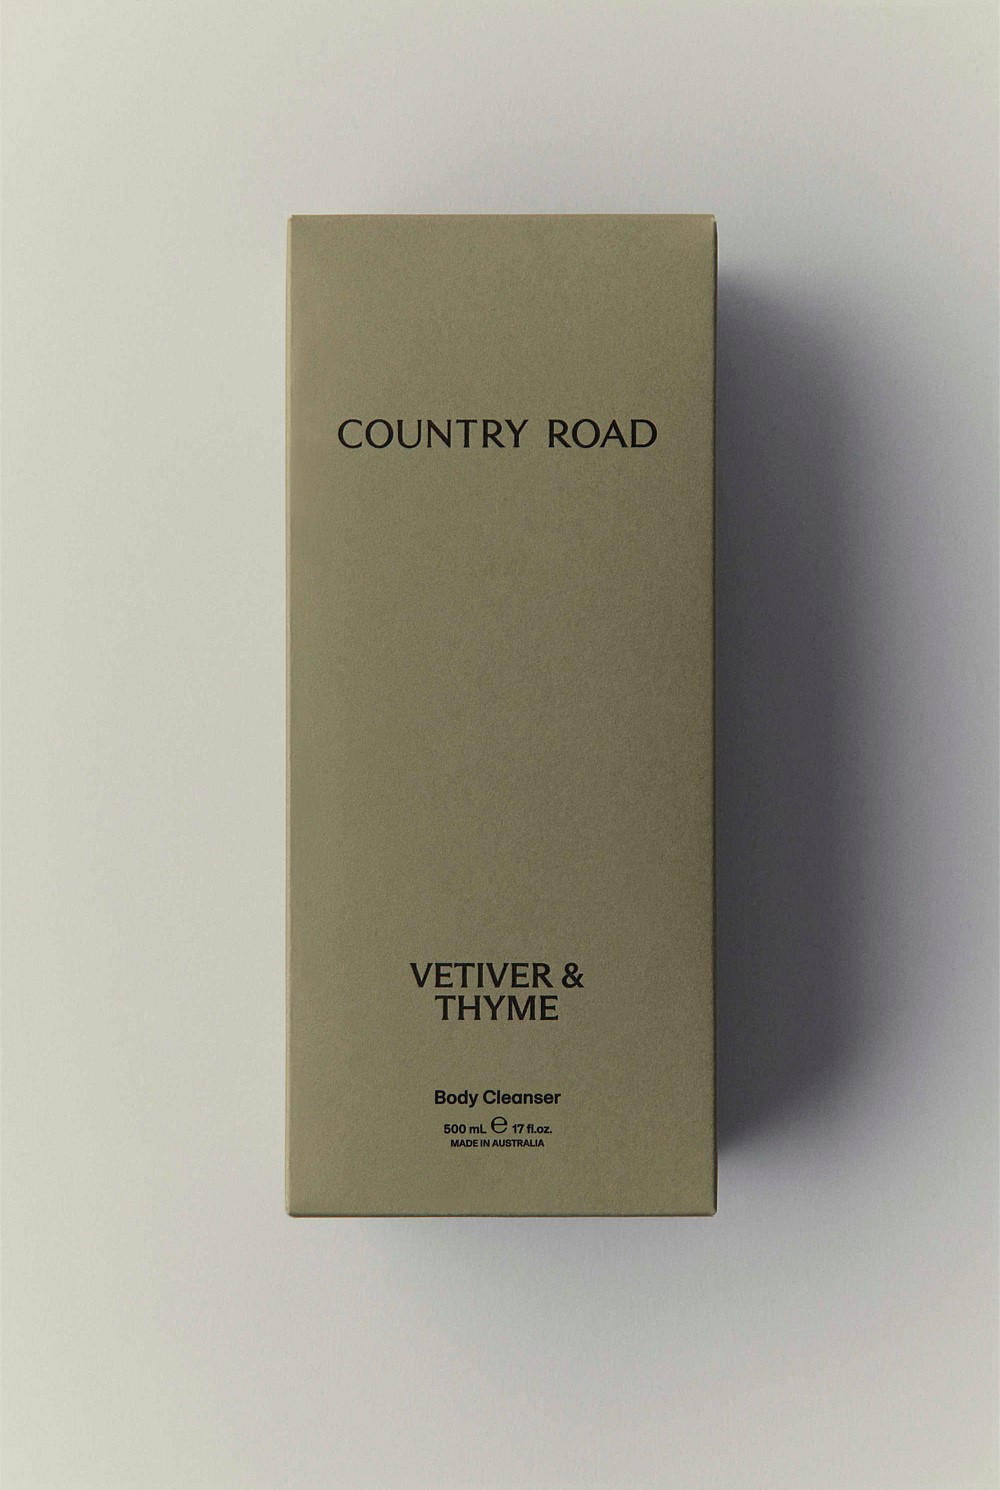 COUNTRY ROAD
VETIVER &
THYME
Body Cleanser
500 mL ℮ 17 fl.oz.
MADE IN AUSTRALIA